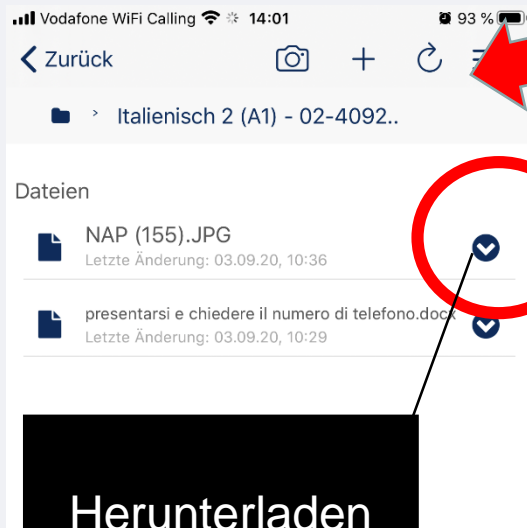 Vodafone WiFi Calling 14:01 93 %
Zurück
Italienisch 2 (A1) - 02-4092..
Dateien
NAP (155).JPG
Letzte Änderung: 03.09.20, 10:36
presentarsi e chiedere il numero di telefono.docx
Letzte Änderung: 03.09.20, 10:29
Herunterladen